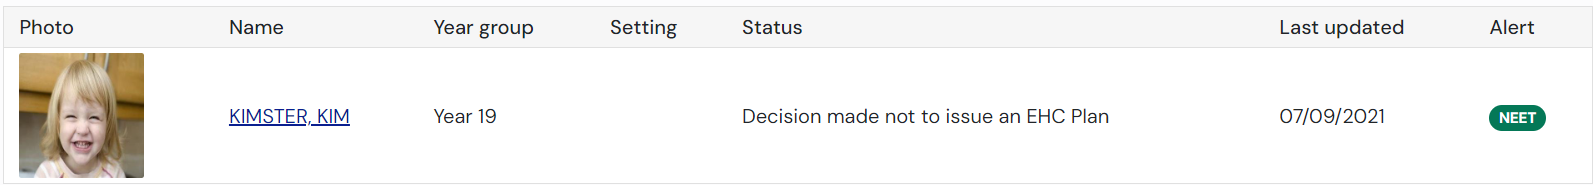 Photo Name Year group Setting Status Last updated Alert
KIMSTER, KIM Year 19 Decision made not to issue an EHC Plan 07/09/2021 NEET